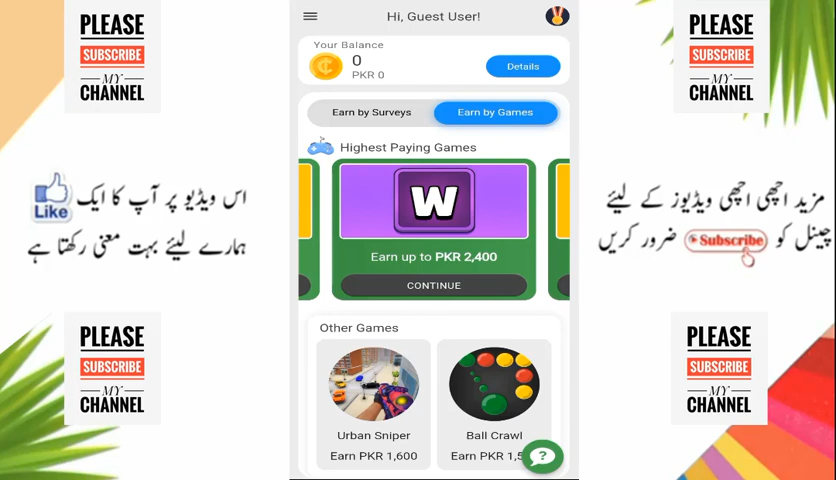 PLEASE
SUBSCRIBE
MY
CHANNEL
اس ویڈیو پر آپ کا ایک Like
ہمارے لیئے بہت معنی رکھتا ہے
PLEASE
SUBSCRIBE
MY
CHANNEL
Hi, Guest User!
Your Balance
0
PKR 0
Details
Earn by Surveys
Earn by Games
Highest Paying Games
W
Earn up to PKR 2,400
CONTINUE
Other Games
Urban Sniper
Earn PKR 1,600
Ball Crawl
Earn PKR
?
PLEASE
SUBSCRIBE
MY
CHANNEL
مزید اچھی اچھی ویڈیوز کے لیئے
چینل کو Subscribe ضرور کریں
PLEASE
SUBSCRIBE
MY
CHANNEL